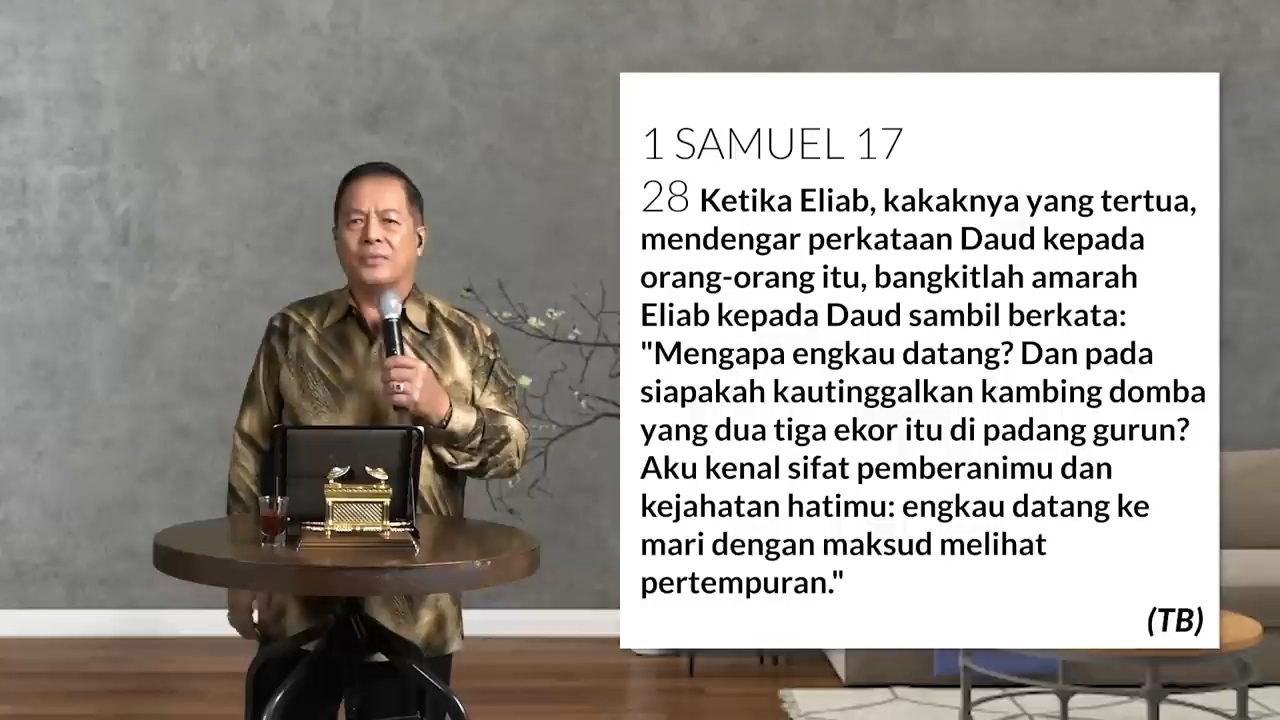 1 SAMUEL 17
28 Ketika Eliab, kakaknya yang tertua,
mendengar perkataan Daud kepada
orang-orang itu, bangkitlah amarah
Eliab kepada Daud sambil berkata:
"Mengapa engkau datang? Dan pada
siapakah kautinggalkan kambing domba
yang dua tiga ekor itu di padang gurun?
Aku kenal sifat pemberanimu dan
kejahatan hatimu: engkau datang ke
mari dengan maksud melihat
pertempuran."
(TB)